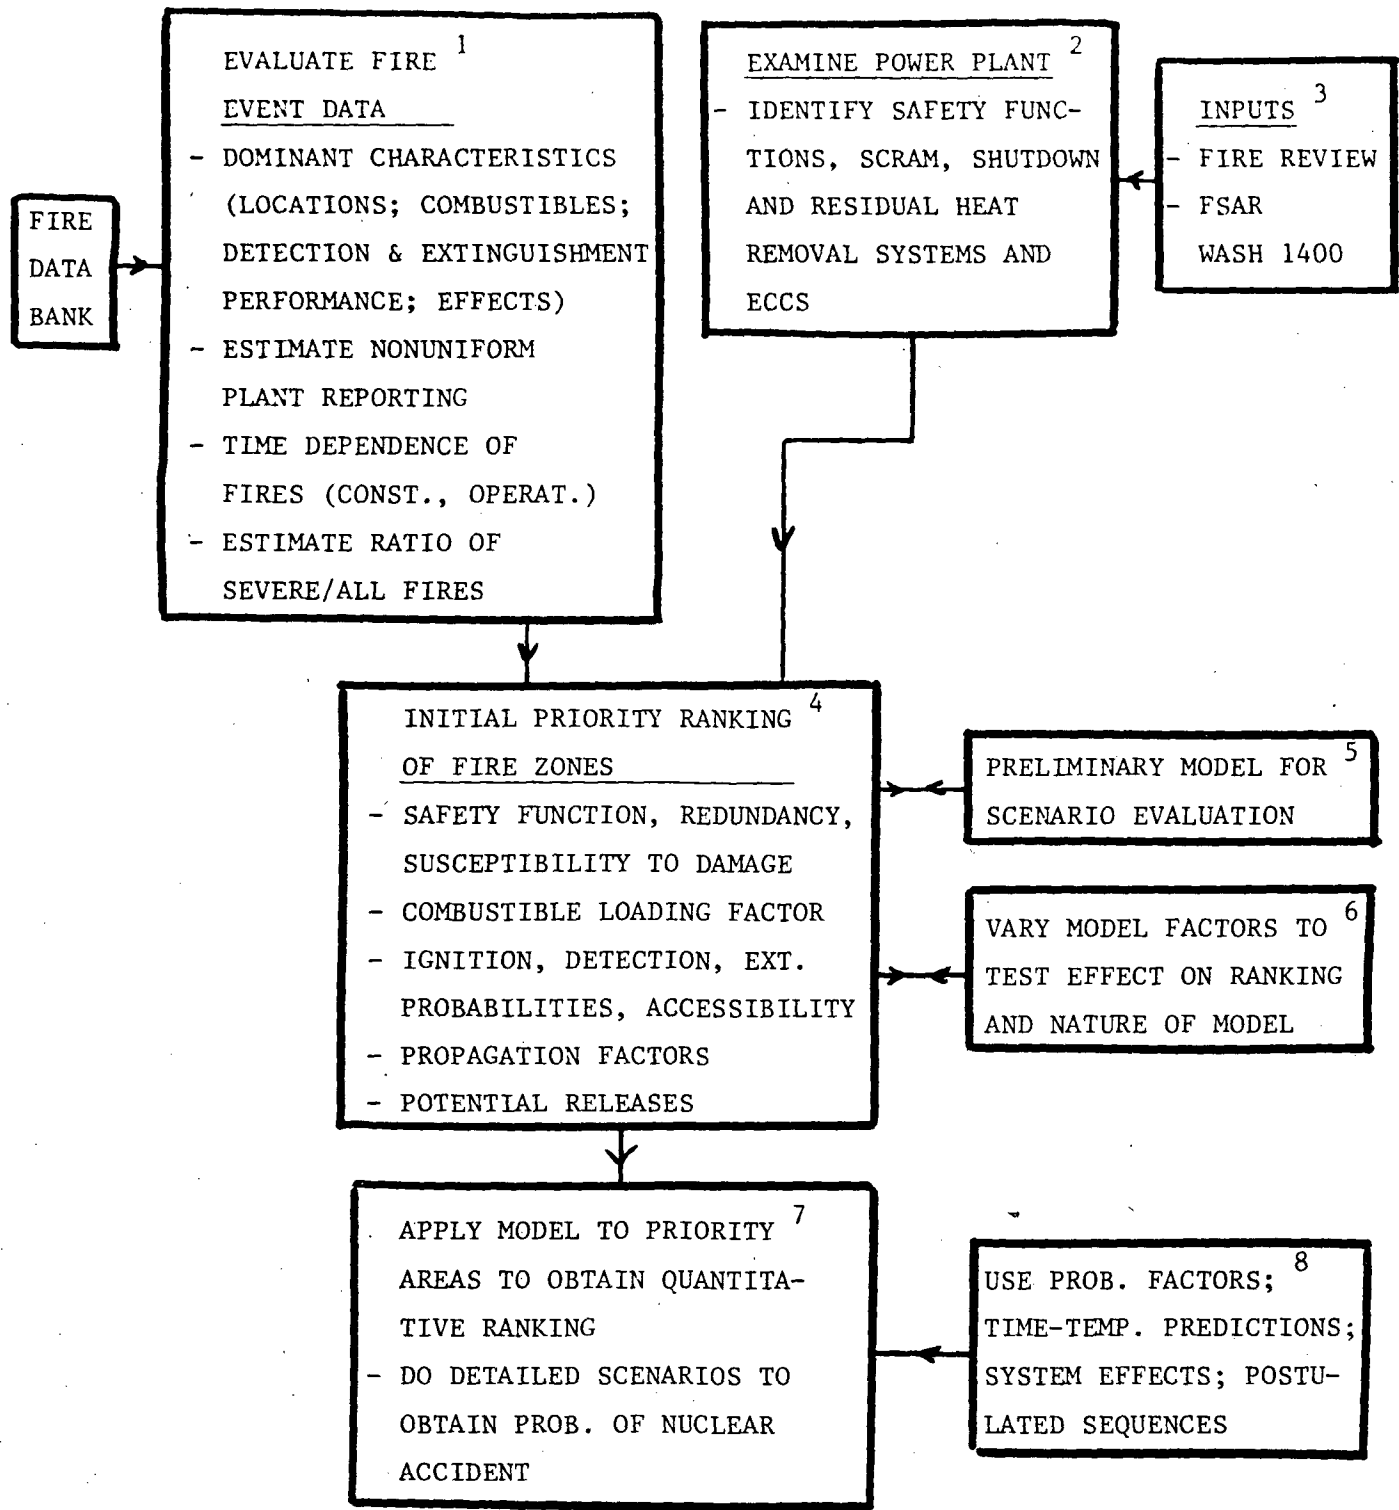 FIRE
DATA
BANK
EVALUATE FIRE 1
EVENT DATA
- DOMINANT CHARACTERISTICS
(LOCATIONS; COMBUSTIBLES;
DETECTION & EXTINGUISHMENT
PERFORMANCE; EFFECTS)
- ESTIMATE NONUNIFORM
PLANT REPORTING
- TIME DEPENDENCE OF
FIRES (CONST., OPERAT.)
- ESTIMATE RATIO OF
SEVERE/ALL FIRES
EXAMINE POWER PLANT 2
- IDENTIFY SAFETY FUNC-
TIONS, SCRAM, SHUTDOWN
AND RESIDUAL HEAT
REMOVAL SYSTEMS AND
ECCS
INPUTS 3
- FIRE REVIEW
- FSAR
WASH 1400
INITIAL PRIORITY RANKING 4
OF FIRE ZONES
- SAFETY FUNCTION, REDUNDANCY,
SUSCEPTIBILITY TO DAMAGE
- COMBUSTIBLE LOADING FACTOR
- IGNITION, DETECTION, EXT.
PROBABILITIES, ACCESSIBILITY
- PROPAGATION FACTORS
- POTENTIAL RELEASES
PRELIMINARY MODEL FOR 5
SCENARIO EVALUATION
VARY MODEL FACTORS TO 6
TEST EFFECT ON RANKING
AND NATURE OF MODEL
APPLY MODEL TO PRIORITY 7
AREAS TO OBTAIN QUANTITA-
TIVE RANKING
- DO DETAILED SCENARIOS TO
OBTAIN PROB. OF NUCLEAR
ACCIDENT
USE PROB. FACTORS; 8
TIME-TEMP. PREDICTIONS;
SYSTEM EFFECTS; POSTU-
LATED SEQUENCES